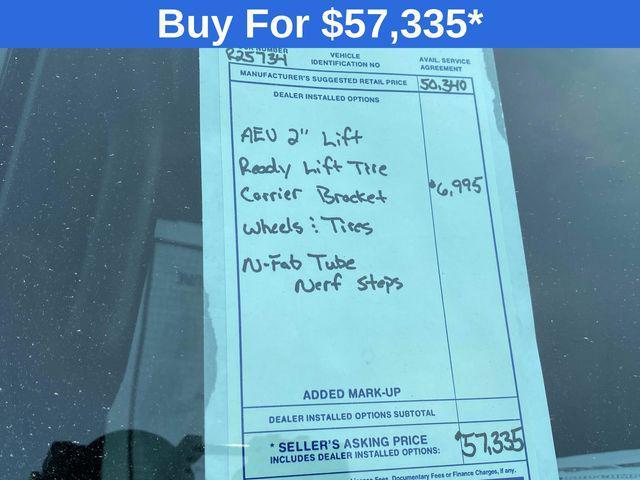 Buy For $57,335*
NUMBER
R25734
VEHICLE
IDENTIFICATION NO
AVAIL. SERVICE
AGREEMENT
MANUFACTURER'S SUGGESTED RETAIL PRICE 50,340
DEALER INSTALLED OPTIONS
AEV 2" Lift
Ready Lift Tire
Carrier Bracket $6,995
Wheels & Tires
N-Fab Tube
Nerf Steps
ADDED MARK-UP
DEALER INSTALLED OPTIONS SUBTOTAL
* SELLER'S ASKING PRICE
INCLUDES DEALER INSTALLED OPTIONS: $57,335
Fees, Documentary Fees or Finance Charges, if any.